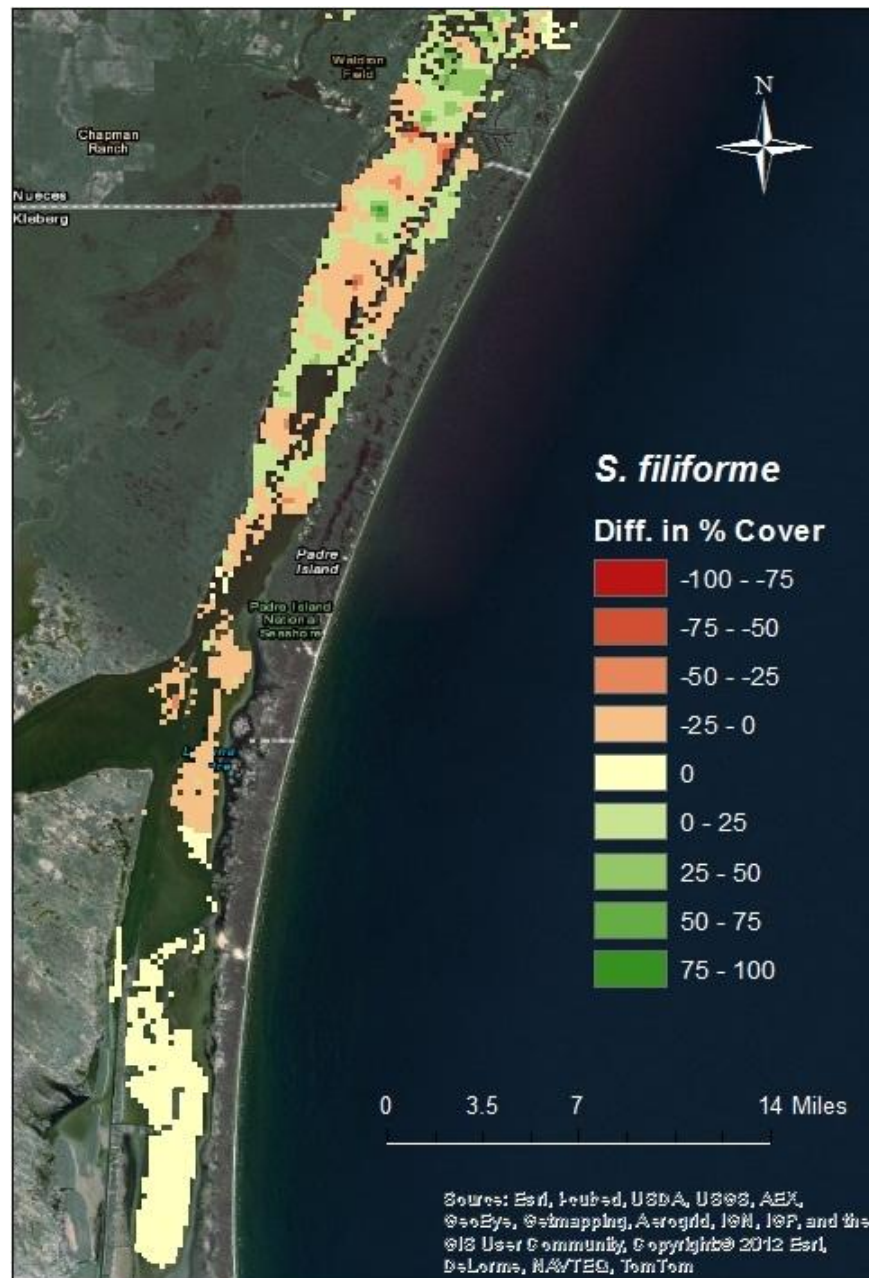 Waldron
Field
N
Chapman
Ranch
Nueces
Kleberg
S. filiforme
Diff. in % Cover
-100 - -75
-75 - -50
-50 - -25
-25 - 0
0
0 - 25
25 - 50
50 - 75
75 - 100
Padre
Island
Padre Island
National
Seashore
0 3.5 7 14 Miles
Source: Esri, i-cubed, USDA, USGS, AEX,
GeoEye, Getmapping, Aerogrid, IGN, IGP, and the
GIS User Community, Copyright:© 2012 Esri,
DeLorme, NAVTEQ, TomTom